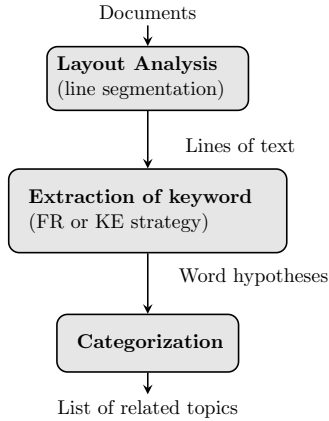 Documents
Layout Analysis
(line segmentation)
Lines of text
Extraction of keyword
(FR or KE strategy)
Word hypotheses
Categorization
List of related topics